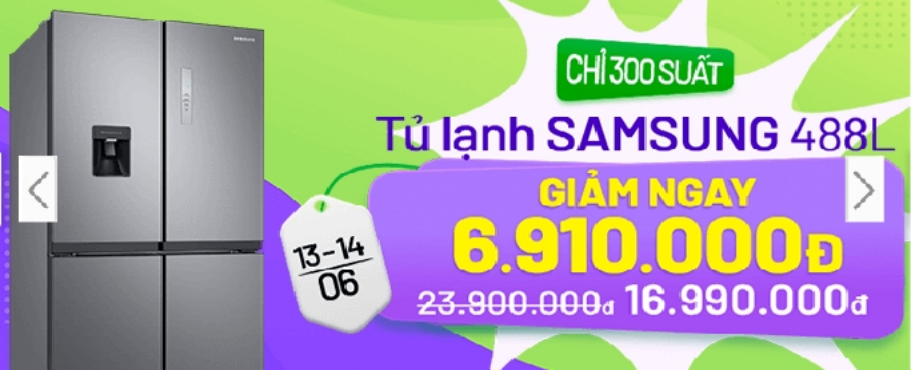 SAMSUNG
CHỈ 300 SUẤT
Tủ lạnh SAMSUNG 488L
GIẢM NGAY
6.910.000Đ
13-14
06
23.900.000đ 16.990.000đ